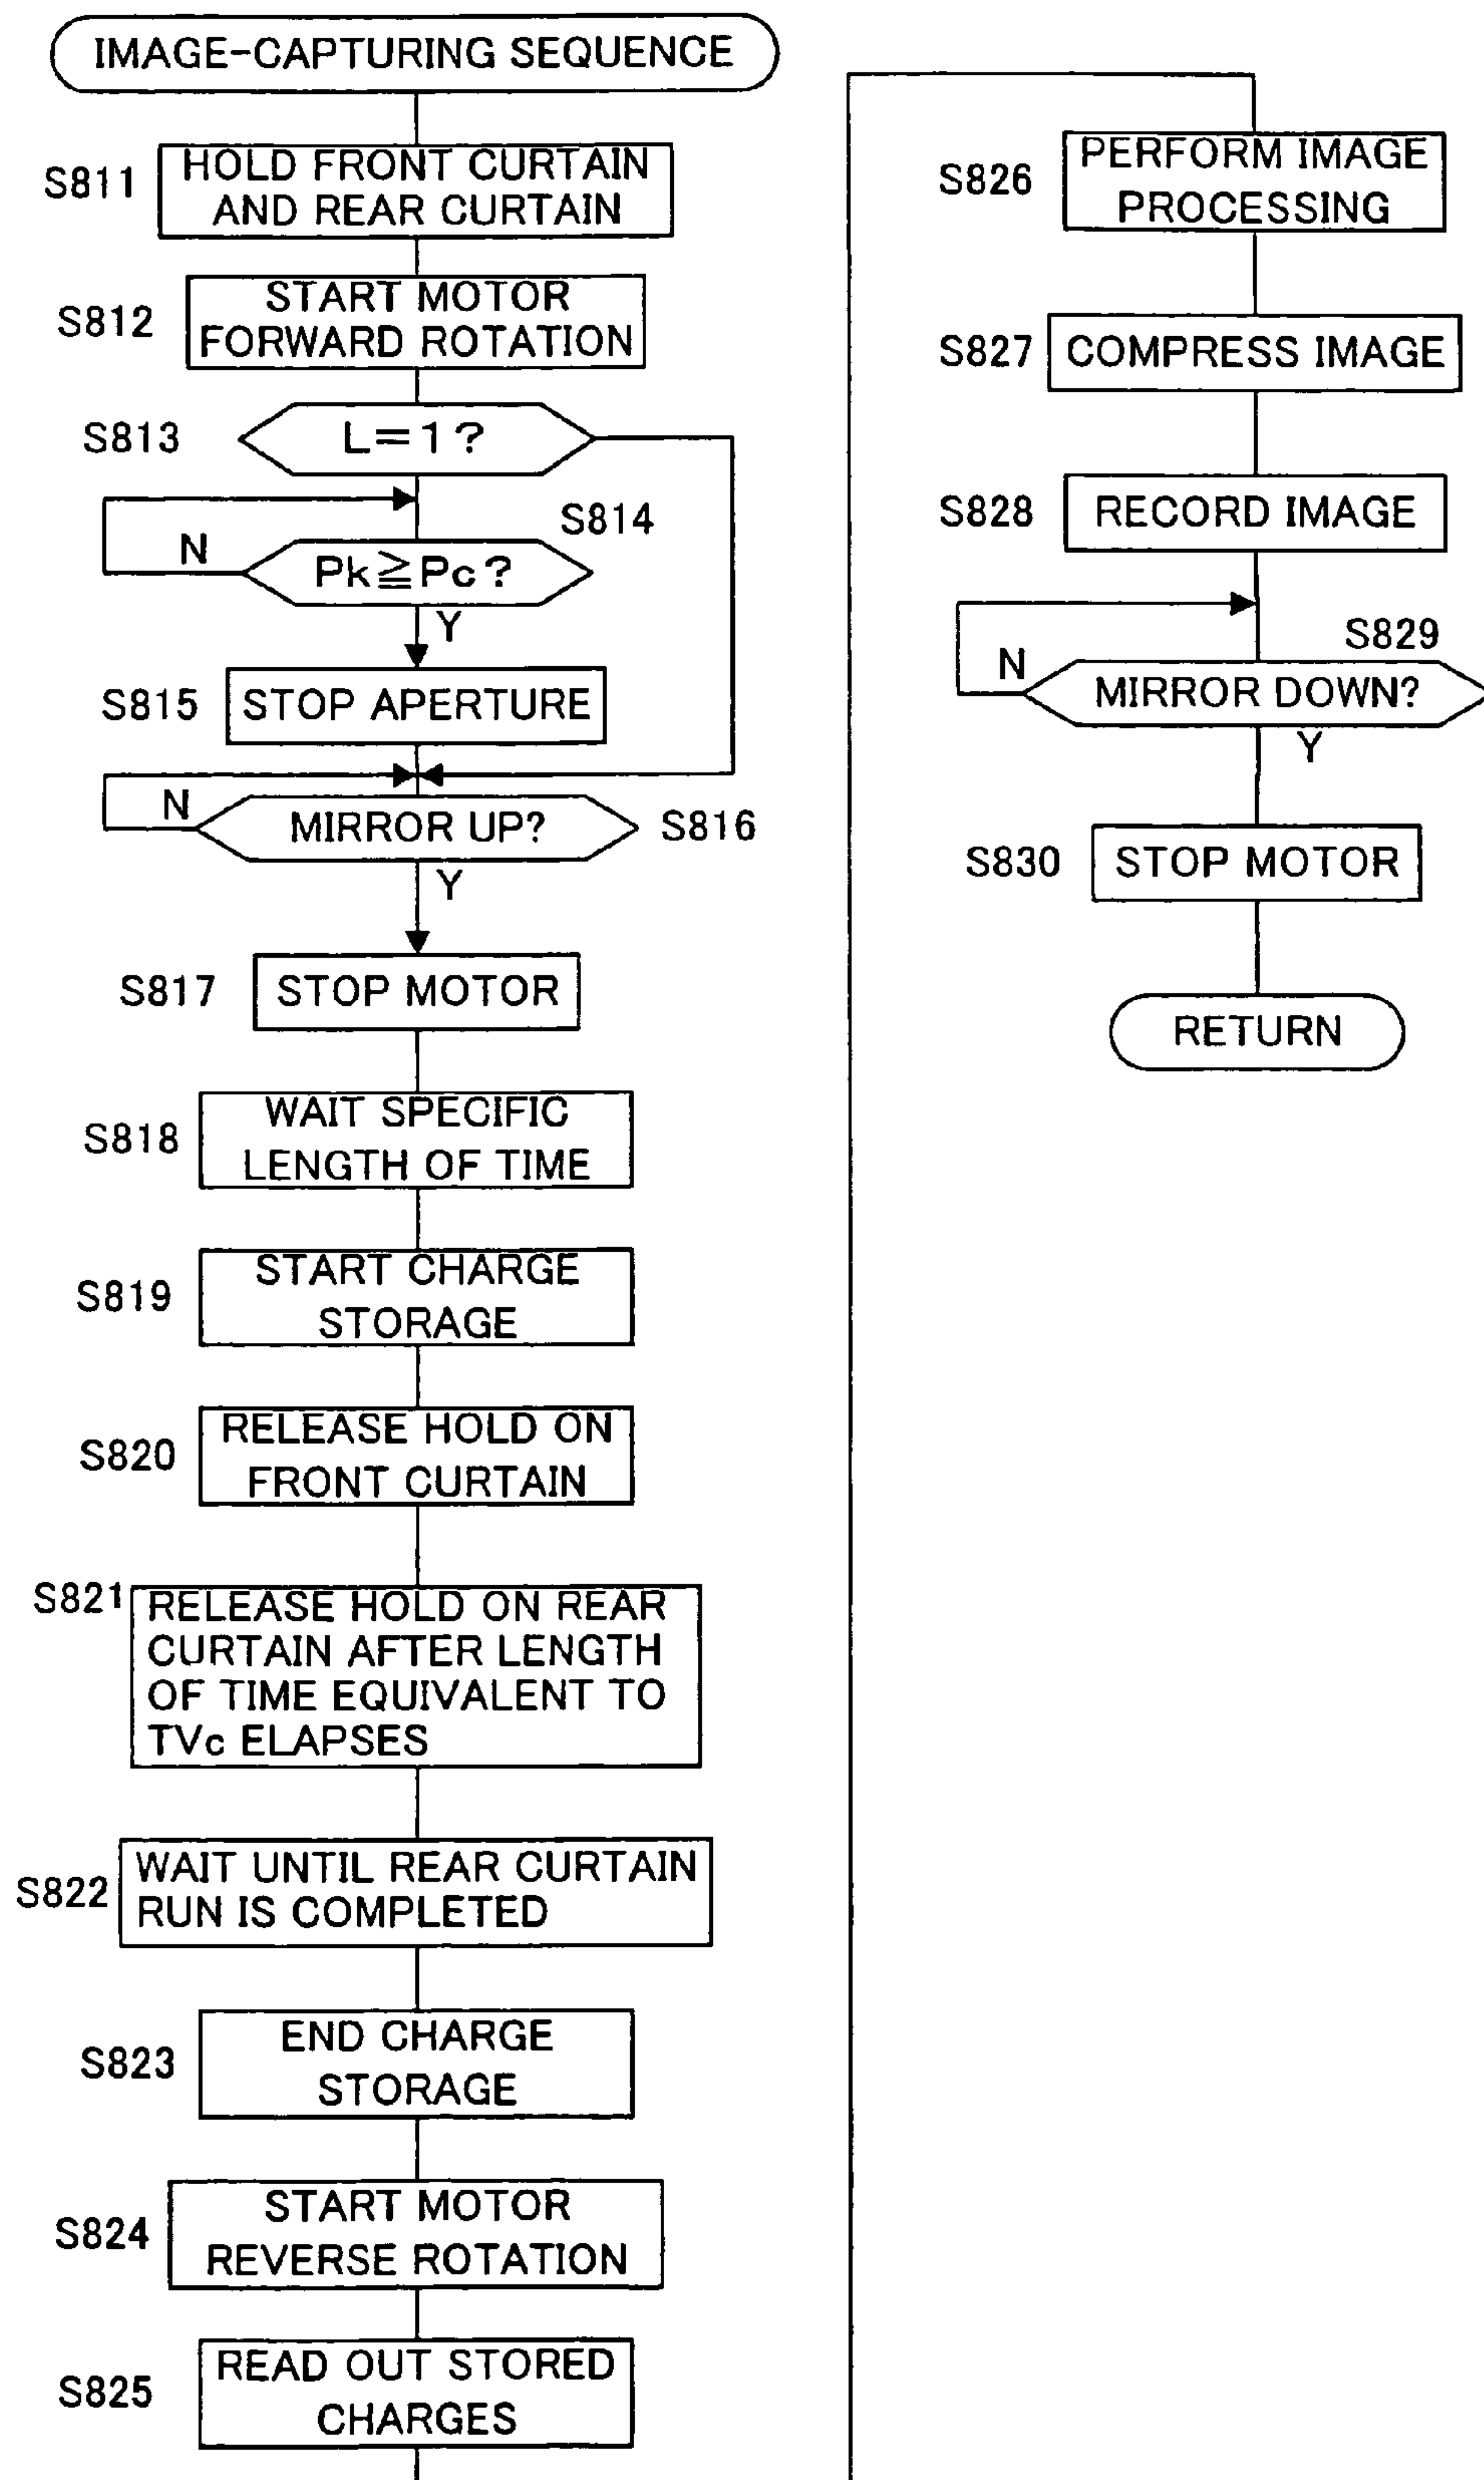 IMAGE-CAPTURING SEQUENCE
S811
HOLD FRONT CURTAIN
AND REAR CURTAIN
S812
START MOTOR
FORWARD ROTATION
S813
L=1?
S814
N
Pk≧Pc?
Y
S815
STOP APERTURE
N
MIRROR UP?
S816
Y
S817
STOP MOTOR
S818
WAIT SPECIFIC
LENGTH OF TIME
S819
START CHARGE
STORAGE
S820
RELEASE HOLD ON
FRONT CURTAIN
S821
RELEASE HOLD ON REAR
CURTAIN AFTER LENGTH
OF TIME EQUIVALENT TO
TVc ELAPSES
S822
WAIT UNTIL REAR CURTAIN
RUN IS COMPLETED
S823
END CHARGE
STORAGE
S824
START MOTOR
REVERSE ROTATION
S825
READ OUT STORED
CHARGES
S826
PERFORM IMAGE
PROCESSING
S827
COMPRESS IMAGE
S828
RECORD IMAGE
S829
N
MIRROR DOWN?
Y
S830
STOP MOTOR
RETURN